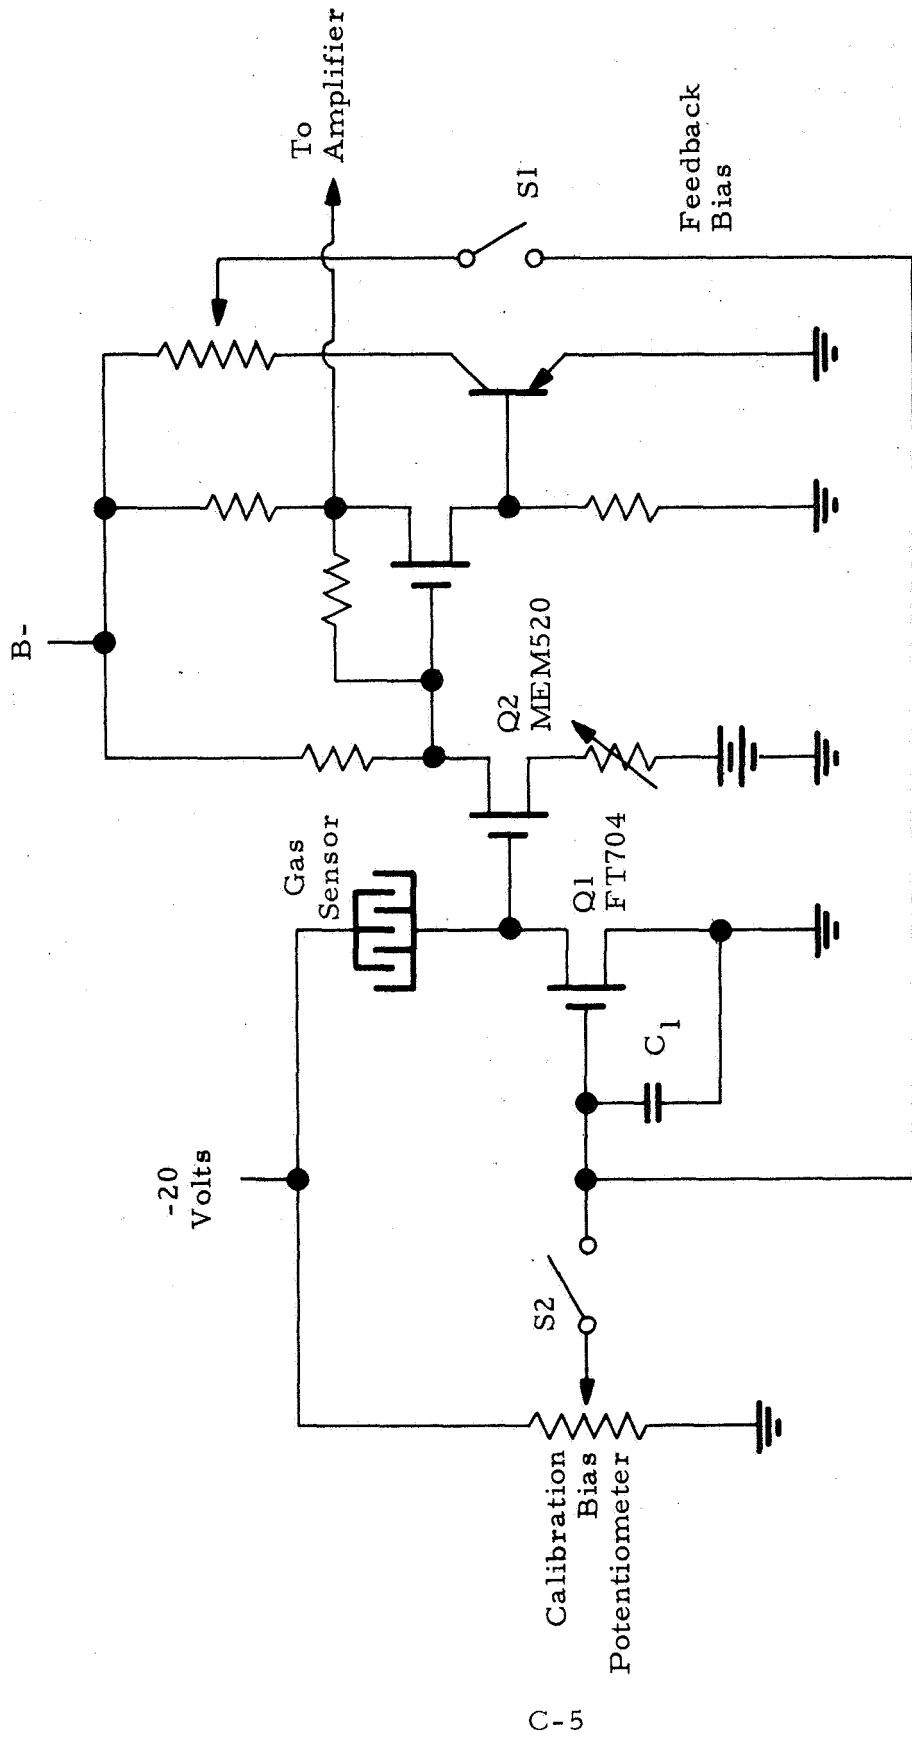 B-
To
Amplifier
S1
Feedback
Bias
Q2
MEM520
Gas
Sensor
Q1
FT704
C1
-20
Volts
S2
Calibration
Bias
Potentiometer
C-5